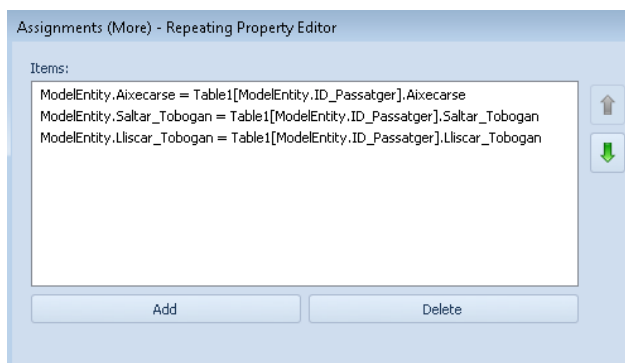 Assignments (More) - Repeating Property Editor
Items:
ModelEntity.Aixecarse = Table1[ModelEntity.ID_Passatger].Aixecarse
ModelEntity.Saltar_Tobogan = Table1[ModelEntity.ID_Passatger].Saltar_Tobogan
ModelEntity.Lliscar_Tobogan = Table1[ModelEntity.ID_Passatger].Lliscar_Tobogan
Add Delete